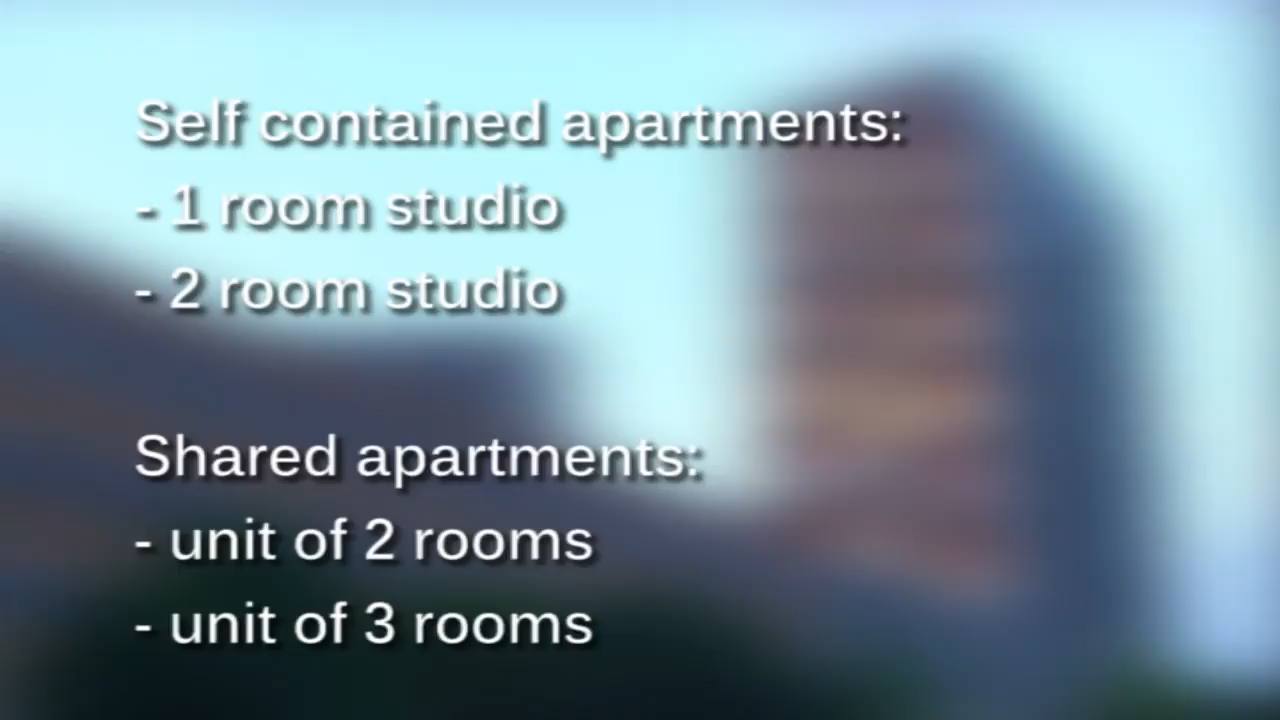 Self contained apartments:
- 1 room studio
- 2 room studio
Shared apartments:
- unit of 2 rooms
- unit of 3 rooms